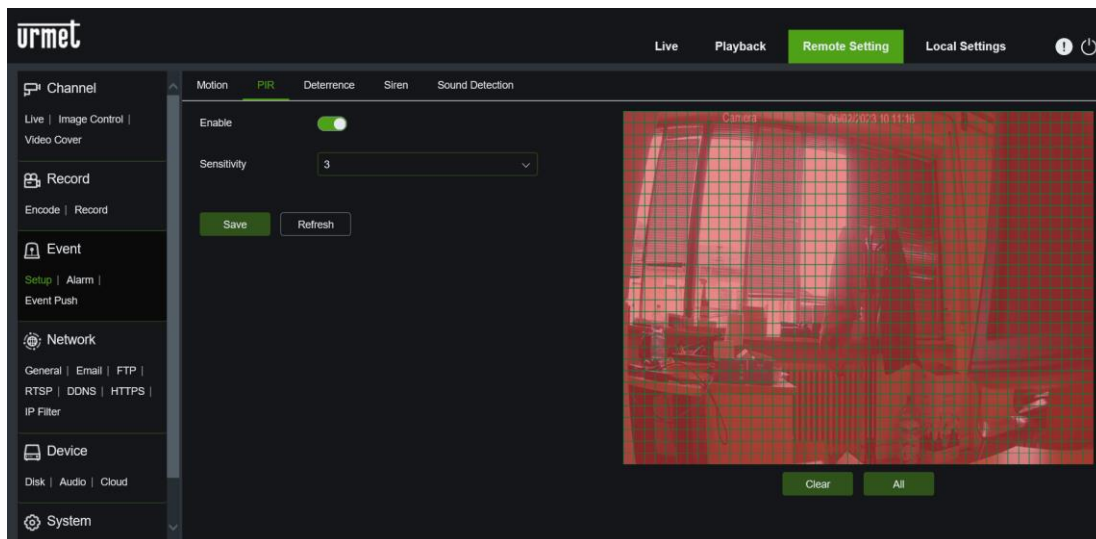 urmet
Live Playback Remote Setting Local Settings
Channel
Live | Image Control |
Video Cover
Record
Encode | Record
Event
Setup | Alarm |
Event Push
Network
General | Email | FTP |
RTSP | DDNS | HTTPS |
IP Filter
Device
Disk | Audio | Cloud
System
Motion PIR Deterrence Siren Sound Detection
Enable
Sensitivity 3
Save Refresh
Camera 06/02/2023 10:11:16
Clear All